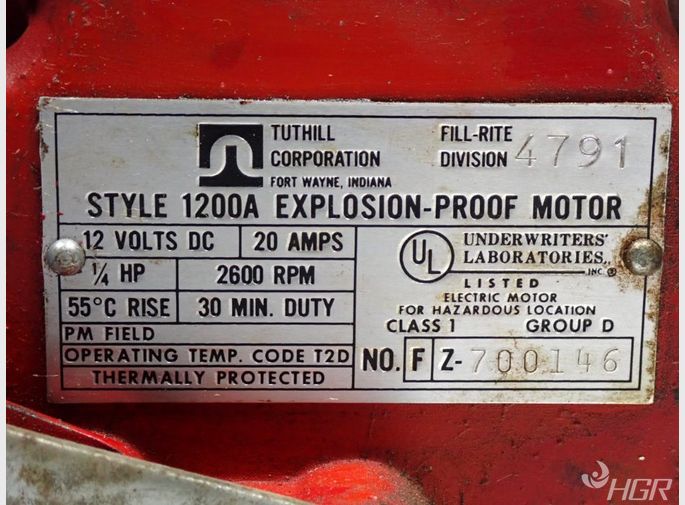 TUTHILL CORPORATION
FORT WAYNE, INDIANA
FILL-RITE DIVISION 4791
STYLE 1200A EXPLOSION-PROOF MOTOR
12 VOLTS DC 20 AMPS
1/4 HP 2600 RPM
55°C RISE 30 MIN. DUTY
PM FIELD
OPERATING TEMP. CODE T2D
THERMALLY PROTECTED
UL UNDERWRITERS' LABORATORIES, INC.®
LISTED
ELECTRIC MOTOR
FOR HAZARDOUS LOCATION
CLASS 1 GROUP D
NO. F Z-700146
HGR